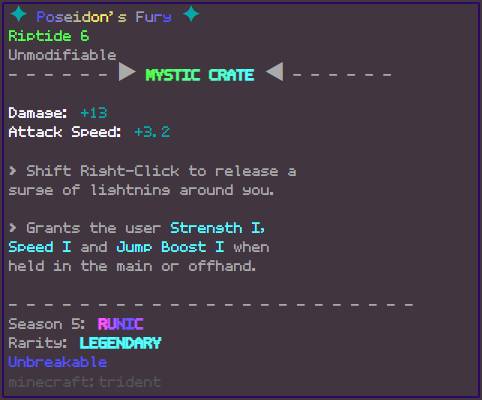 ✦ Poseidon's Fury ✦
Riptide 6
Unmodifiable
- - - - - - ▶ MYSTIC CRATE ◀ - - - - - -
Damage: +13
Attack Speed: +3.2
> Shift Right-Click to release a
surge of lightning around you.
> Grants the user Strength I,
Speed I and Jump Boost I when
held in the main or offhand.
- - - - - - - - - - - - - - - - - - - - - - - -
Season 5: RUNIC
Rarity: LEGENDARY
Unbreakable
minecraft:trident